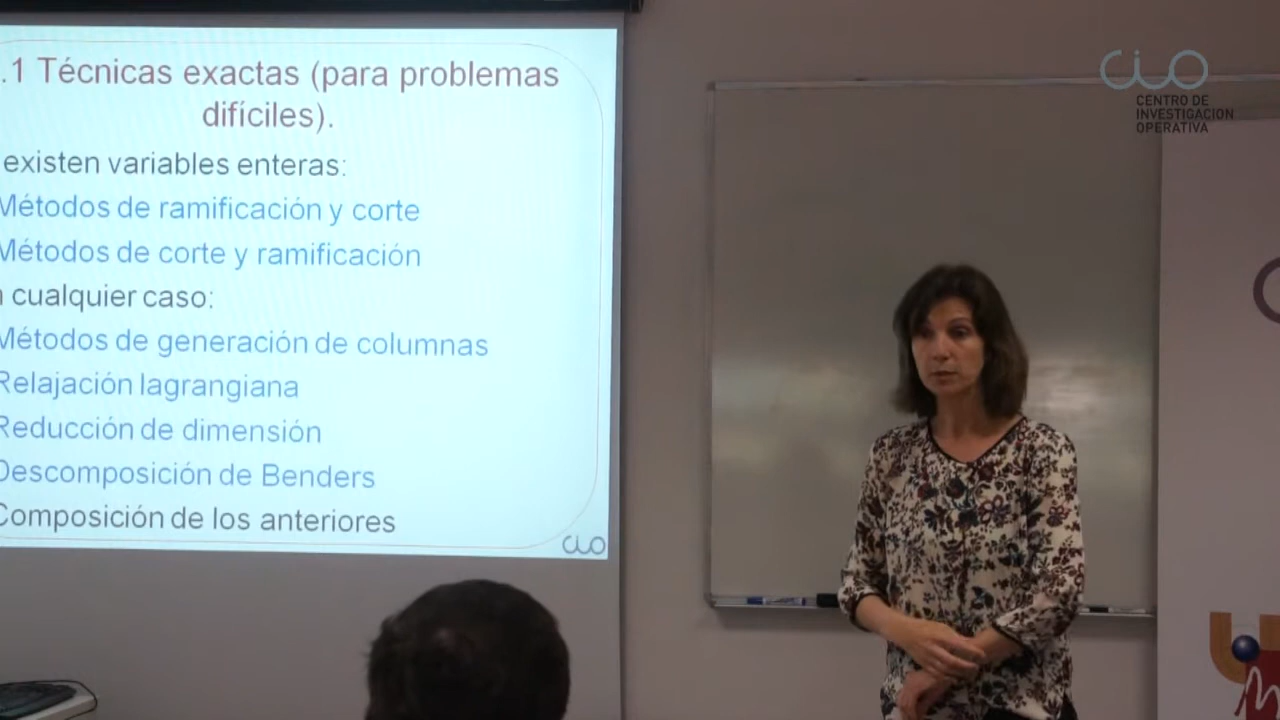 .1 Técnicas exactas (para problemas
difíciles).
existen variables enteras:
Métodos de ramificación y corte
Métodos de corte y ramificación
n cualquier caso:
Métodos de generación de columnas
Relajación lagrangiana
Reducción de dimensión
Descomposición de Benders
Composición de los anteriores
CIO
CIO
CENTRO DE
INVESTIGACION
OPERATIVA